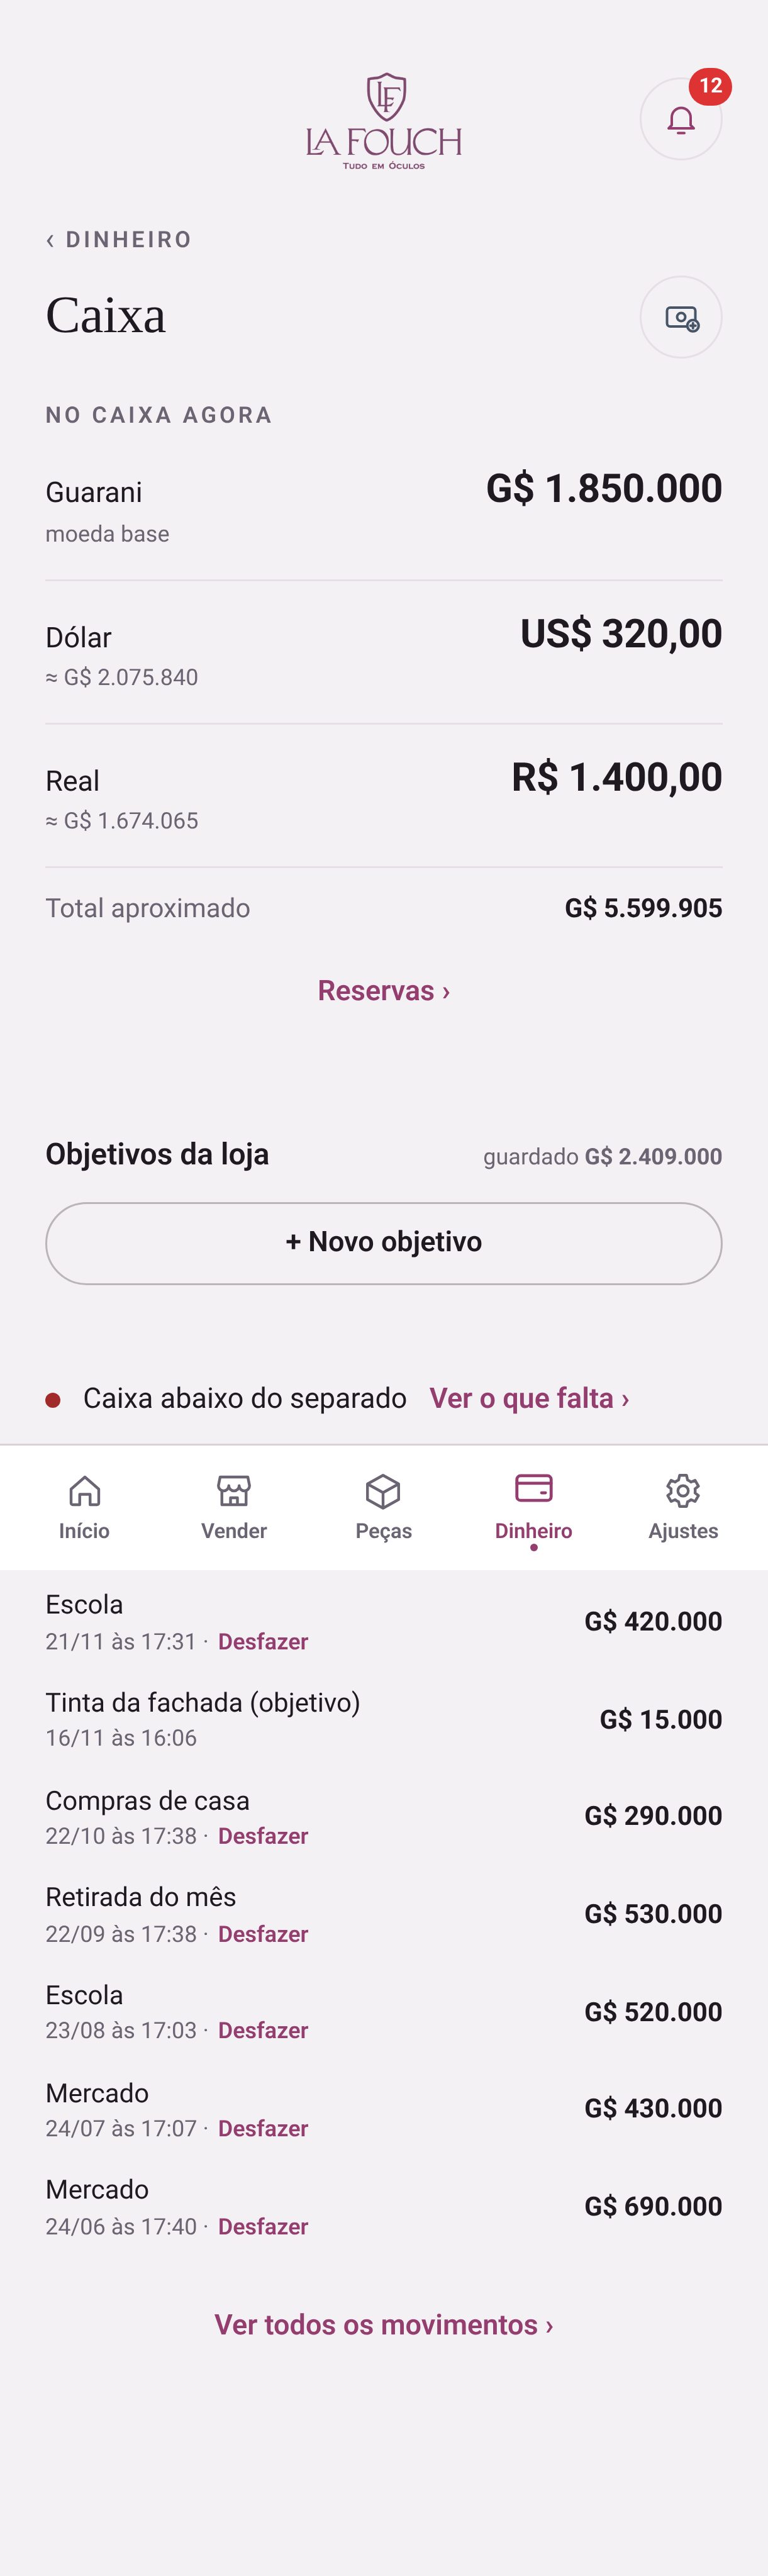 12
LF
LA FOUCH
TUDO EM ÓCULOS
‹ DINHEIRO
Caixa
NO CAIXA AGORA
Guarani G$ 1.850.000
moeda base
Dólar US$ 320,00
≈ G$ 2.075.840
Real R$ 1.400,00
≈ G$ 1.674.065
Total aproximado G$ 5.599.905
Reservas ›
Objetivos da loja guardado G$ 2.409.000
+ Novo objetivo
Caixa abaixo do separado Ver o que falta ›
Início Vender Peças Dinheiro Ajustes
Escola G$ 420.000
21/11 às 17:31 · Desfazer
Tinta da fachada (objetivo) G$ 15.000
16/11 às 16:06
Compras de casa G$ 290.000
22/10 às 17:38 · Desfazer
Retirada do mês G$ 530.000
22/09 às 17:38 · Desfazer
Escola G$ 520.000
23/08 às 17:03 · Desfazer
Mercado G$ 430.000
24/07 às 17:07 · Desfazer
Mercado G$ 690.000
24/06 às 17:40 · Desfazer
Ver todos os movimentos ›